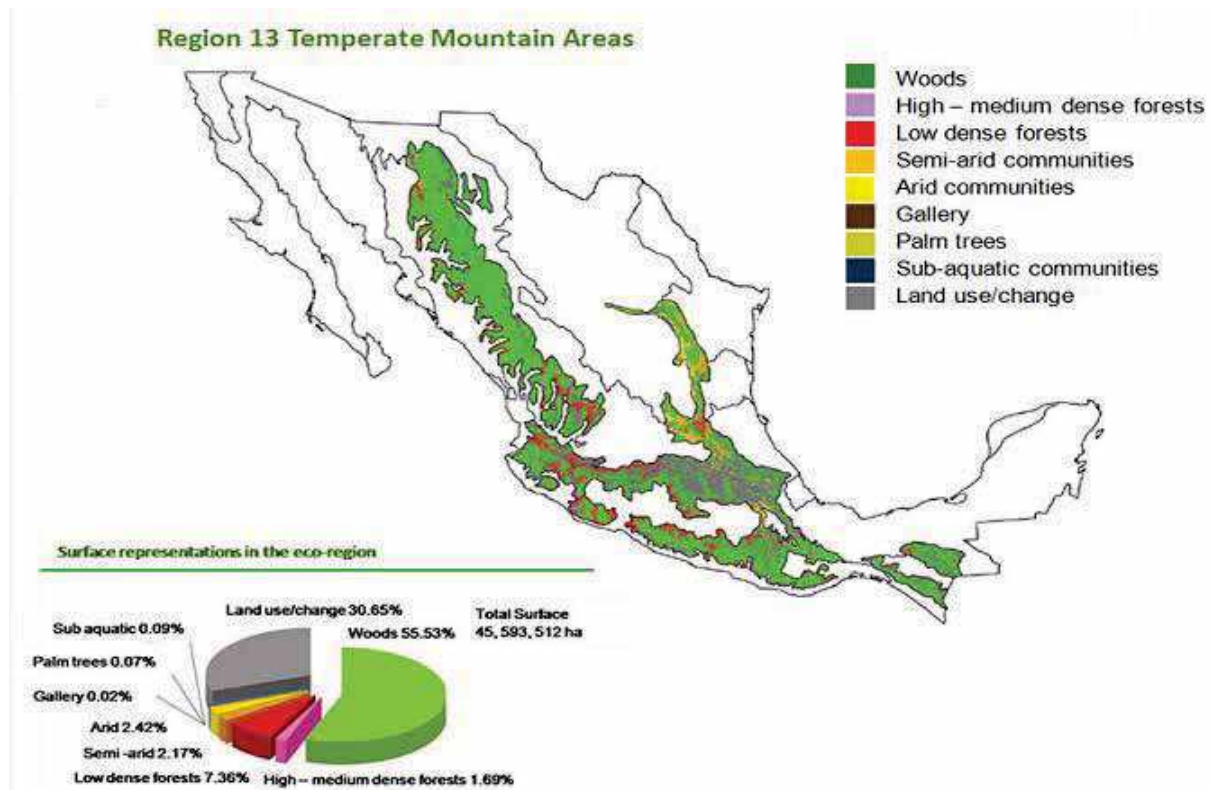 Region 13 Temperate Mountain Areas
Woods
High – medium dense forests
Low dense forests
Semi-arid communities
Arid communities
Gallery
Palm trees
Sub-aquatic communities
Land use/change
Surface representations in the eco-region
Land use/change 30.65%
Sub aquatic 0.09%
Woods 55.53%
Total Surface
45, 593, 512 ha
Palm trees 0.07%
Gallery 0.02%
Arid 2.42%
Semi -arid 2.17%
Low dense forests 7.36%
High – medium dense forests 1.69%